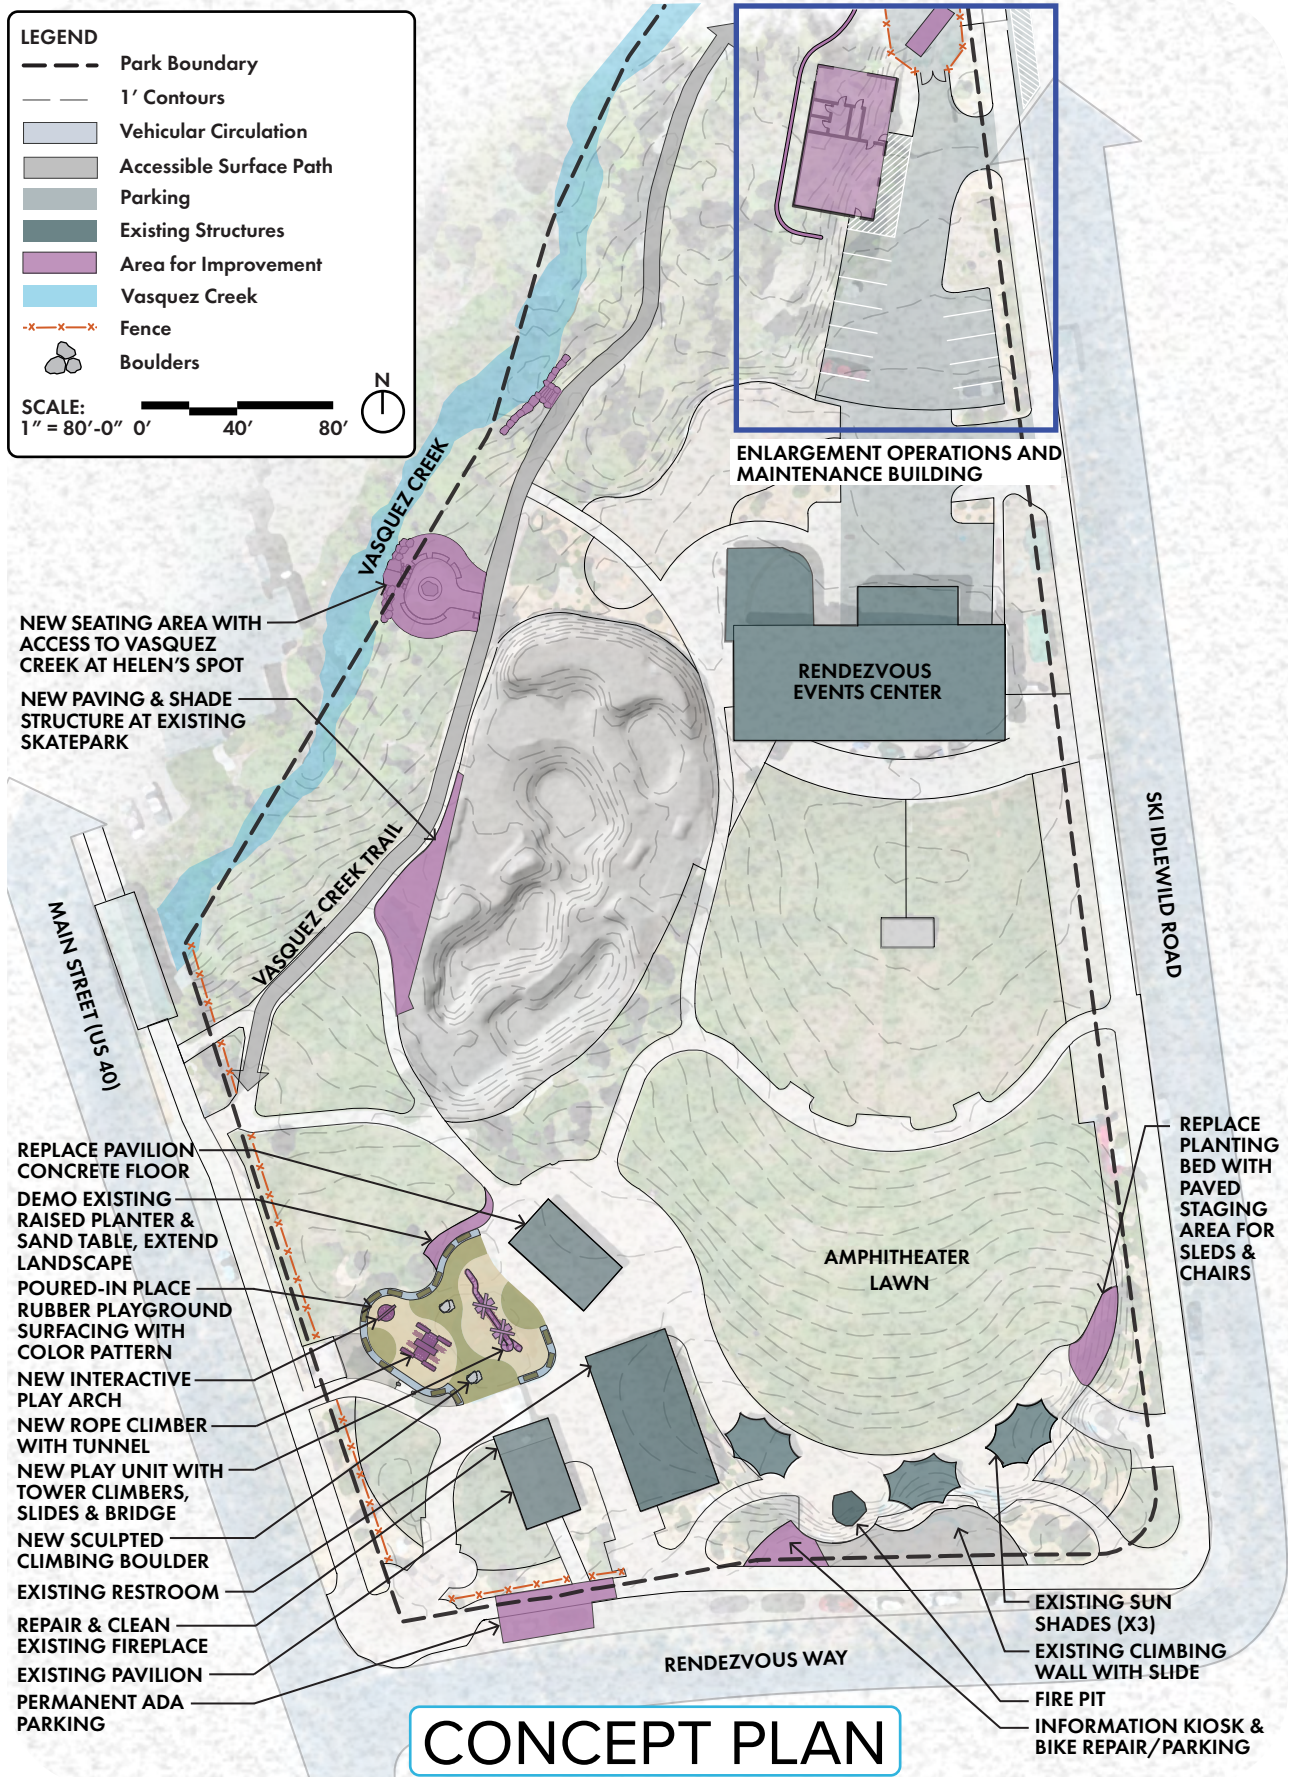 LEGEND
Park Boundary
1' Contours
Vehicular Circulation
Accessible Surface Path
Parking
Existing Structures
Area for Improvement
Vasquez Creek
Fence
Boulders
SCALE:
1" = 80'-0" 0' 40' 80'
N
ENLARGEMENT OPERATIONS AND
MAINTENANCE BUILDING
VASQUEZ CREEK
NEW SEATING AREA WITH
ACCESS TO VASQUEZ
CREEK AT HELEN'S SPOT
NEW PAVING & SHADE
STRUCTURE AT EXISTING
SKATEPARK
RENDEZVOUS
EVENTS CENTER
SKI IDLEWILD ROAD
VASQUEZ CREEK TRAIL
MAIN STREET (US 40)
REPLACE PAVILION
CONCRETE FLOOR
DEMO EXISTING
RAISED PLANTER &
SAND TABLE, EXTEND
LANDSCAPE
POURED-IN PLACE
RUBBER PLAYGROUND
SURFACING WITH
COLOR PATTERN
NEW INTERACTIVE
PLAY ARCH
NEW ROPE CLIMBER
WITH TUNNEL
NEW PLAY UNIT WITH
TOWER CLIMBERS,
SLIDES & BRIDGE
NEW SCULPTED
CLIMBING BOULDER
EXISTING RESTROOM
REPAIR & CLEAN
EXISTING FIREPLACE
EXISTING PAVILION
PERMANENT ADA
PARKING
AMPHITHEATER
LAWN
REPLACE
PLANTING
BED WITH
PAVED
STAGING
AREA FOR
SLEDS &
CHAIRS
EXISTING SUN
SHADES (X3)
EXISTING CLIMBING
WALL WITH SLIDE
FIRE PIT
INFORMATION KIOSK &
BIKE REPAIR/PARKING
RENDEZVOUS WAY
CONCEPT PLAN